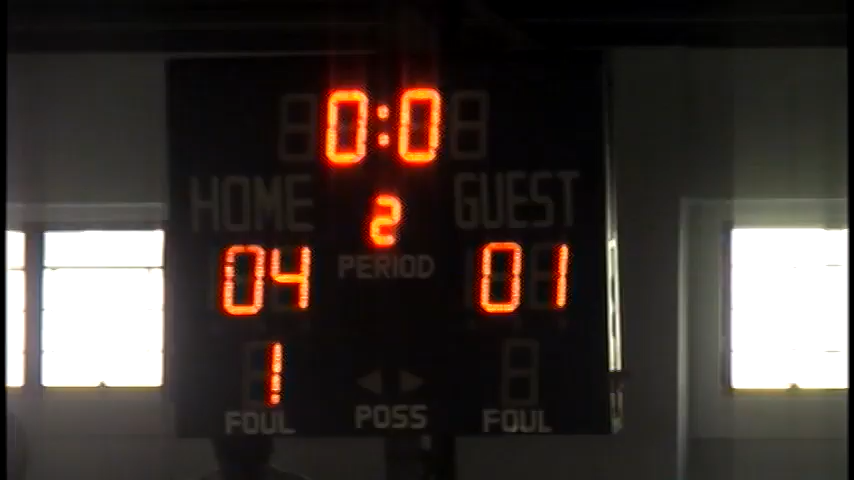 0:0
HOME GUEST
2
PERIOD
04 01
1
FOUL POSS FOUL